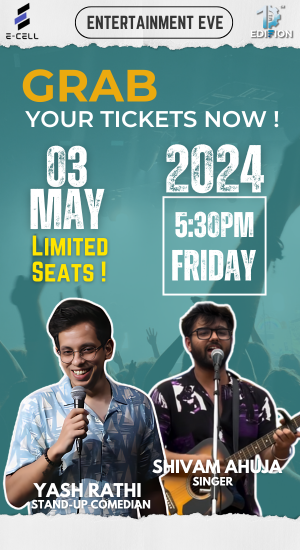 E-CELL
ENTERTAINMENT EVE
13th
EDITION
GRAB
YOUR TICKETS NOW !
03
MAY
LIMITED
SEATS !
2024
5:30PM
FRIDAY
YASH RATHI
STAND-UP COMEDIAN
SHIVAM AHUJA
SINGER